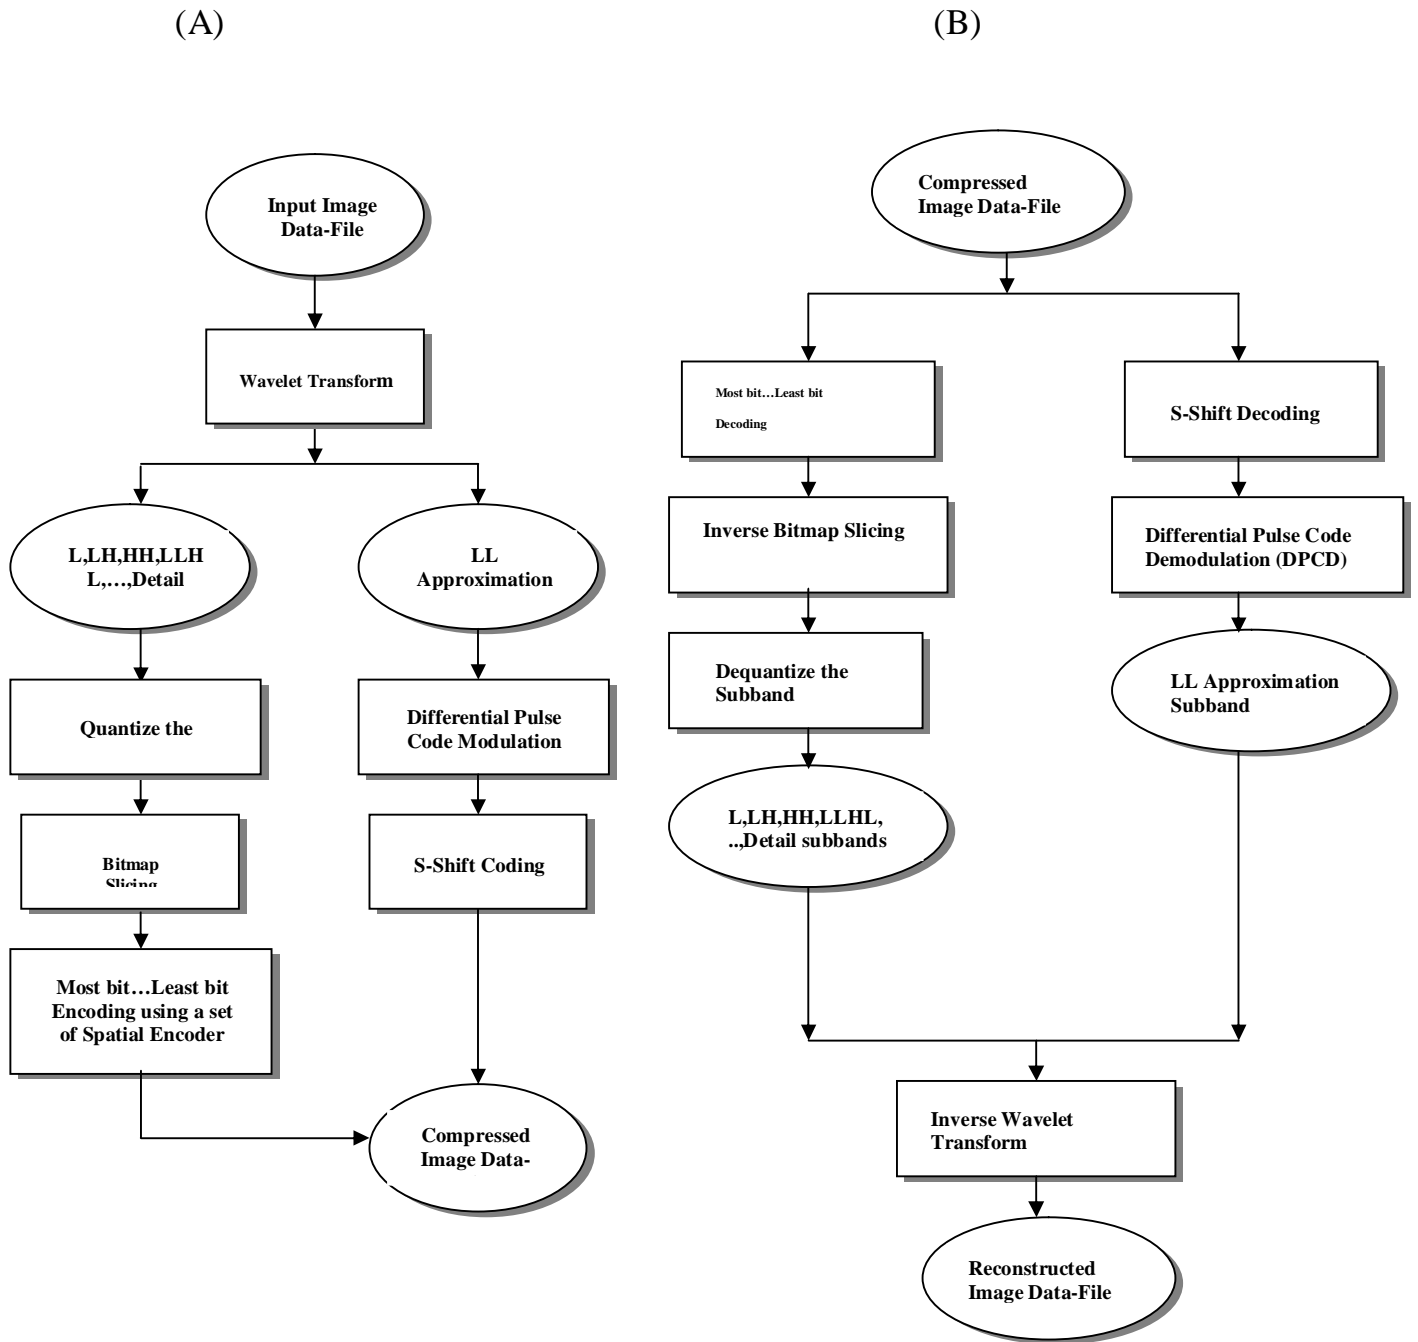 (A)
(B)
Input Image
Data-File
Wavelet Transform
L,LH,HH,LLH
L,...,Detail
LL
Approximation
Quantize the
Differential Pulse
Code Modulation
Bitmap
Slicing
S-Shift Coding
Most bit...Least bit
Encoding using a set
of Spatial Encoder
Compressed
Image Data-
Compressed
Image Data-File
Most bit...Least bit
Decoding
S-Shift Decoding
Inverse Bitmap Slicing
Differential Pulse Code
Demodulation (DPCD)
Dequantize the
Subband
LL Approximation
Subband
L,LH,HH,LLHL,
..,Detail subbands
Inverse Wavelet
Transform
Reconstructed
Image Data-File